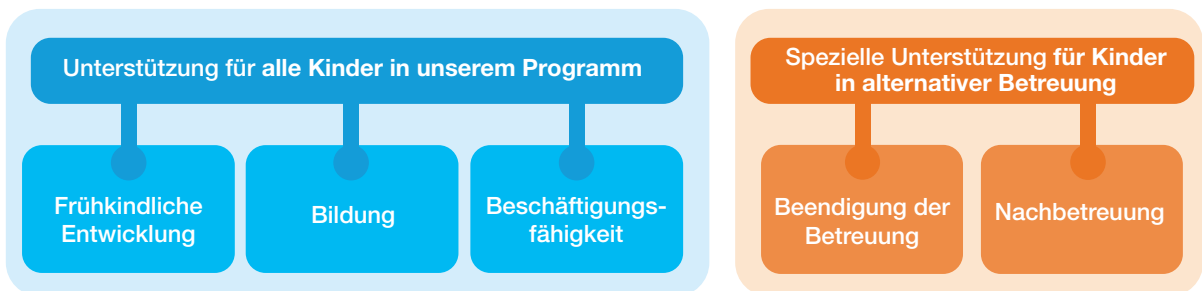 Unterstützung für alle Kinder in unserem Programm
Frühkindliche
Entwicklung
Bildung
Beschäftigungs-
fähigkeit
Spezielle Unterstützung für Kinder
in alternativer Betreuung
Beendigung der
Betreuung
Nachbetreuung